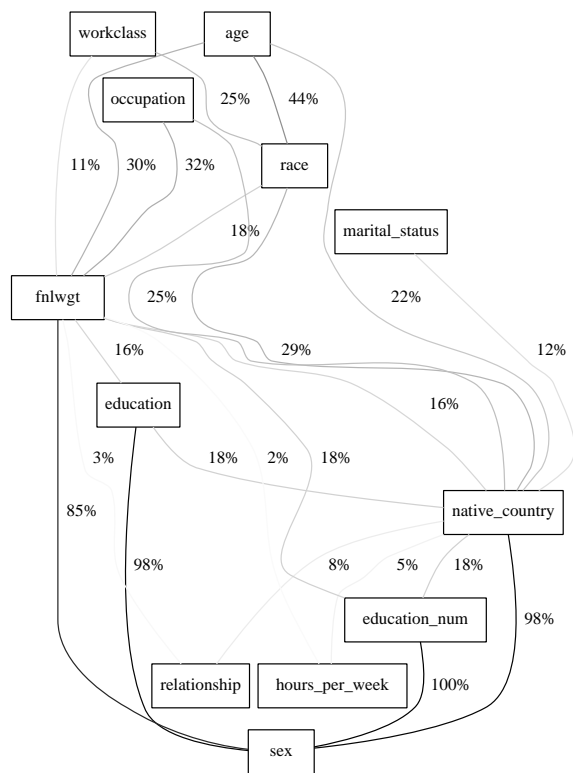 workclass
age
occupation
25%
44%
race
11%
30%
32%
18%
marital_status
fnlwgt
25%
22%
16%
29%
12%
education
16%
3%
18%
2%
18%
native_country
85%
98%
8%
5%
18%
education_num
98%
relationship
hours_per_week
100%
sex